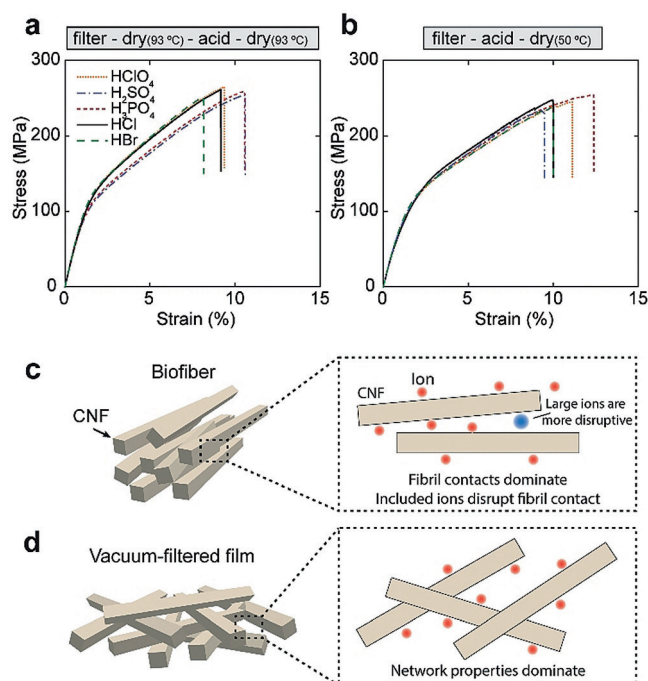 a
filter - dry(93 ºC) - acid - dry(93 ºC)
300
200
100
0
Stress (MPa)
HClO4
H2SO4
H3PO4
HCl
HBr
0 5 10 15
Strain (%)
b
filter - acid - dry(50 ºC)
300
200
100
0
Stress (MPa)
0 5 10 15
Strain (%)
c
Biofiber
CNF
CNF
Ion
Large ions are
more disruptive
Fibril contacts dominate
Included ions disrupt fibril contact
d
Vacuum-filtered film
Network properties dominate